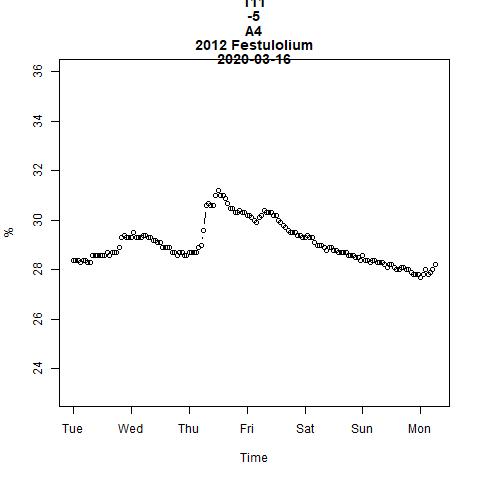 T11
-5
A4
2012 Festulolium
2020-03-16
36
34
32
30
28
26
24
%
Tue Wed Thu Fri Sat Sun Mon
Time